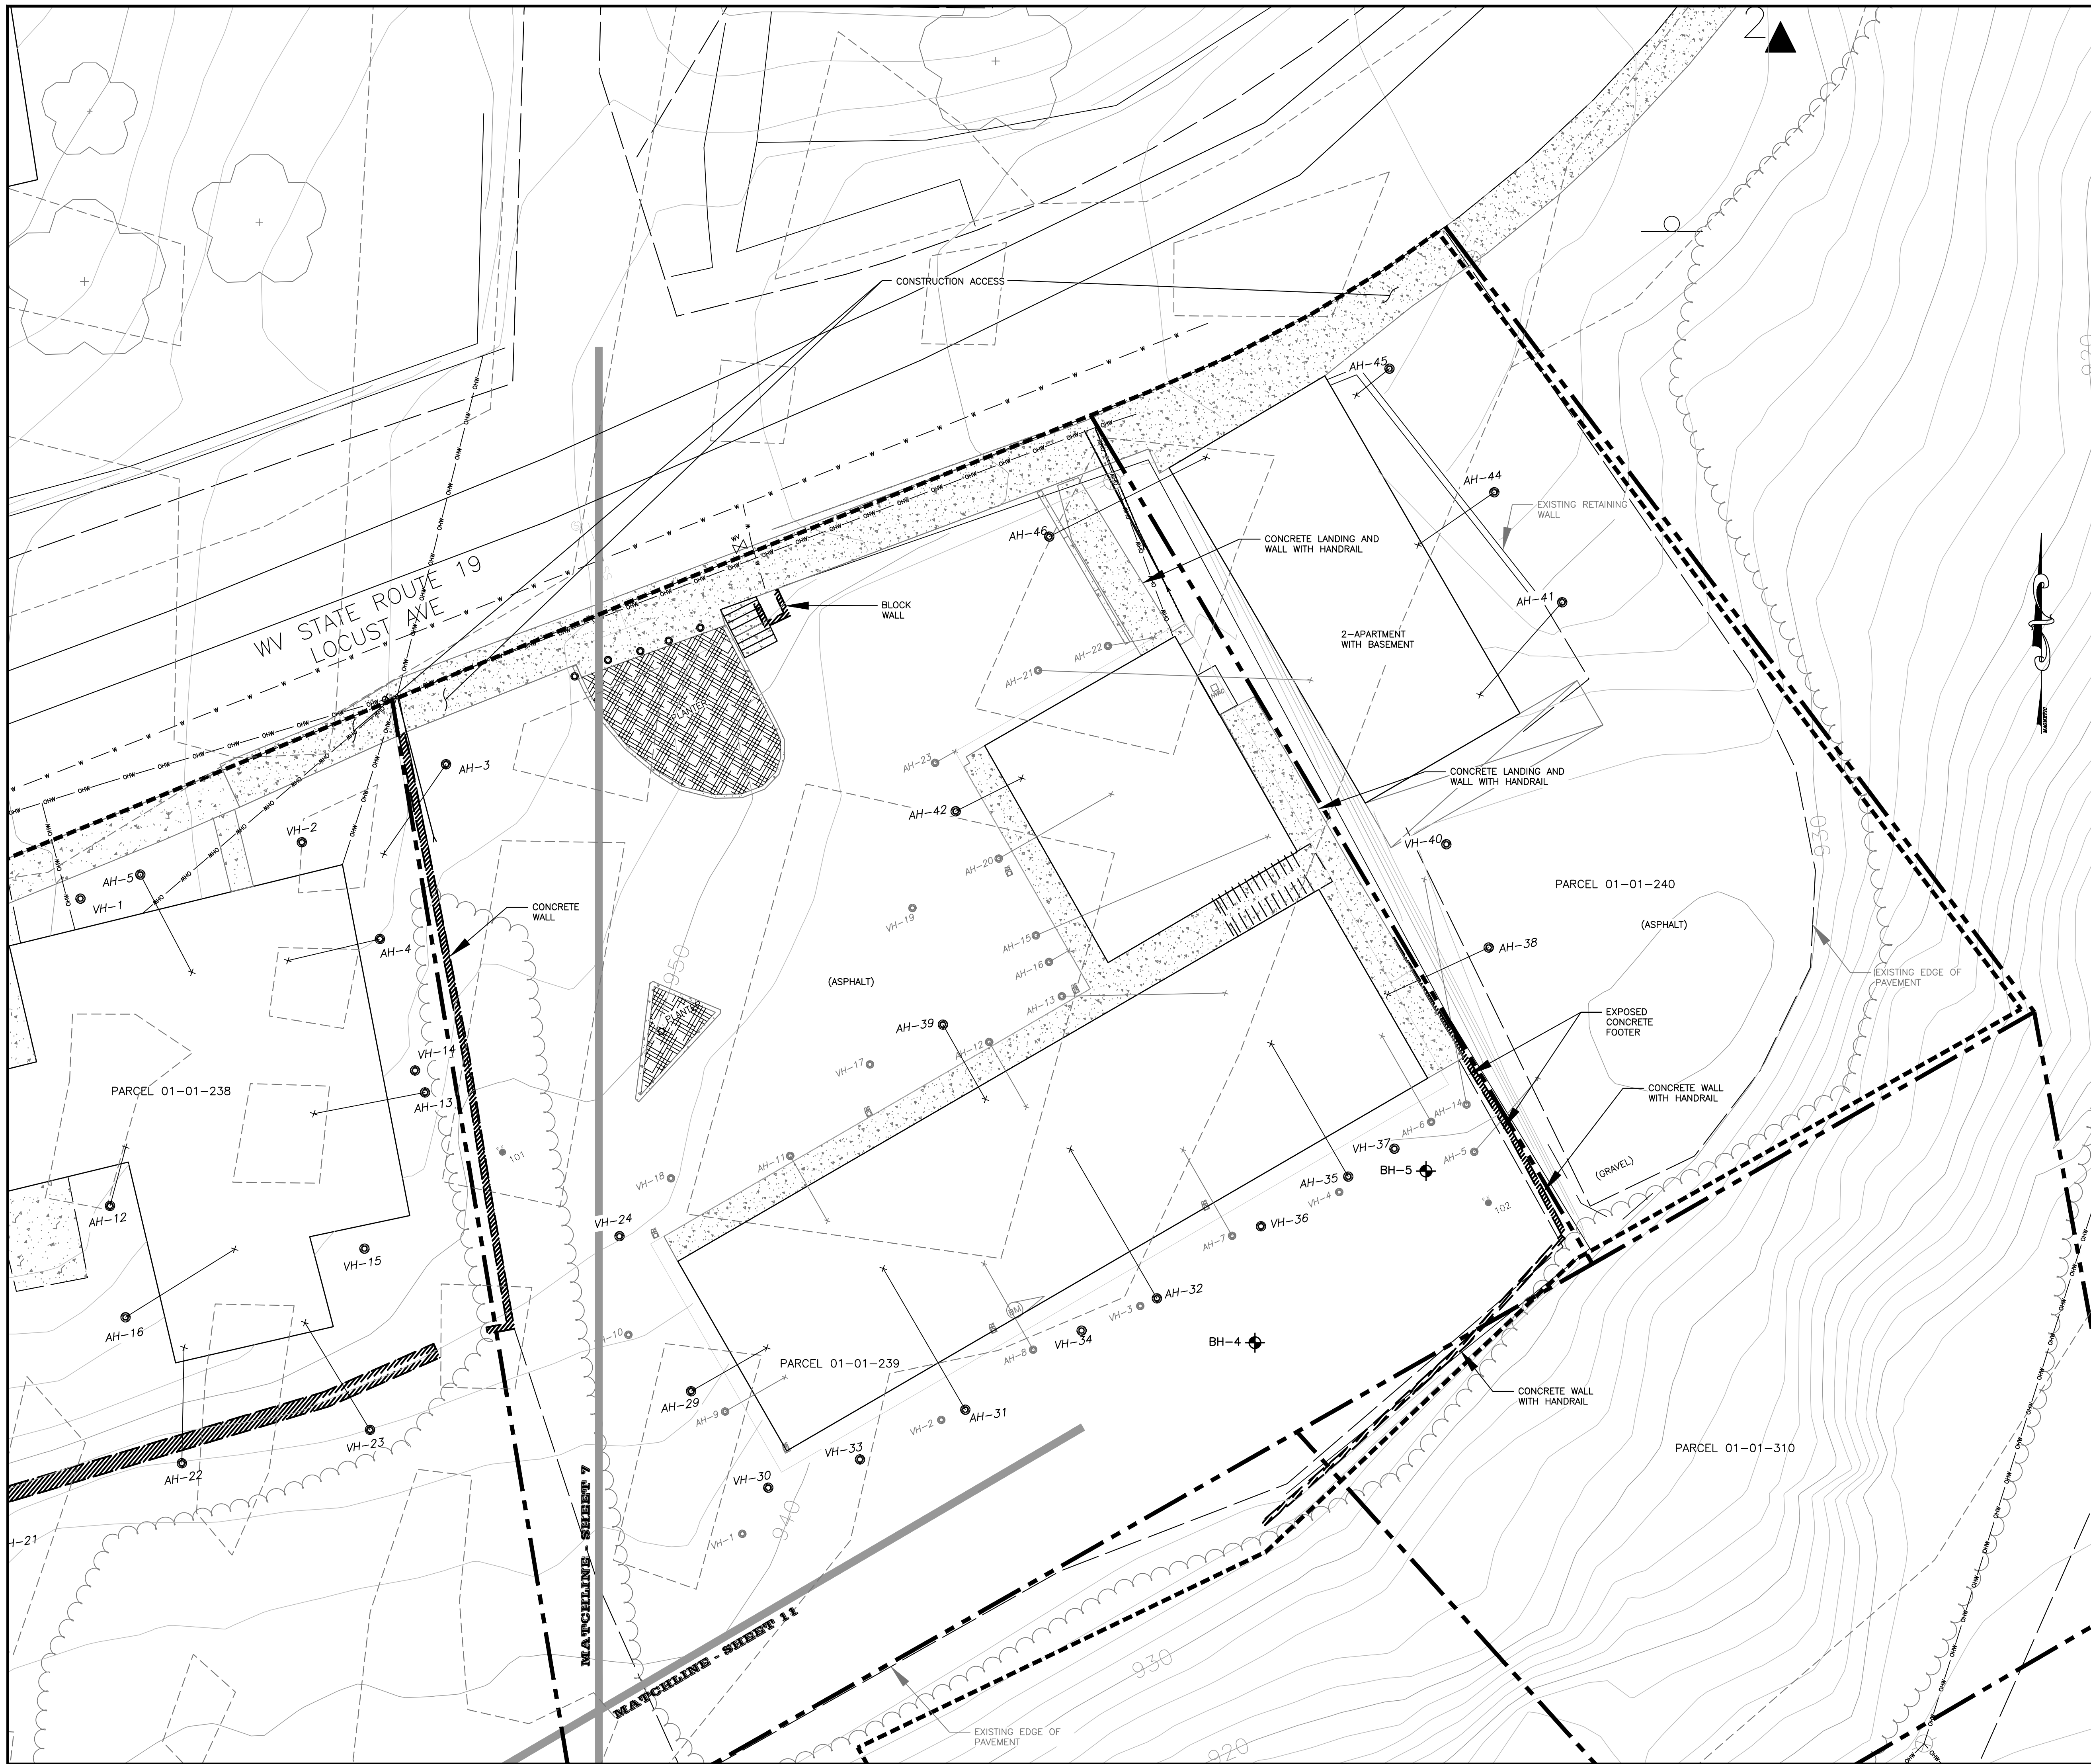 2
CONSTRUCTION ACCESS
AH-45
AH-44
EXISTING RETAINING
WALL
AH-46
CONCRETE LANDING AND
WALL WITH HANDRAIL
WV
WV STATE ROUTE 19
LOCUST AVE
BLOCK
WALL
AH-41
2-APARTMENT
WITH BASEMENT
AH-22
AH-21
HVAC
PLANTER
MAGNETIC
AH-3
AH-23
CONCRETE LANDING AND
WALL WITH HANDRAIL
AH-42
VH-2
VH-40
930
AH-20
AH-5
VH-1
PARCEL 01-01-240
(ASPHALT)
CONCRETE
WALL
VH-19
AH-4
AH-15
AH-38
950
AH-16
(ASPHALT)
EXISTING EDGE OF
PAVEMENT
AH-13
PLANTER
AH-39
EXPOSED
CONCRETE
FOOTER
AH-12
VH-14
VH-17
PARCEL 01-01-238
AH-13
CONCRETE WALL
WITH HANDRAIL
AH-14
AH-6
VH-37
101
AH-11
AH-5
(GRAVEL)
BH-5
VH-18
AH-35
VH-4
102
AH-12
VH-24
VH-36
AH-7
VH-15
AH-32
VH-3
BM
AH-16
AH-10
VH-34
BH-4
AH-8
PARCEL 01-01-239
AH-29
AH-9
CONCRETE WALL
WITH HANDRAIL
AH-31
VH-2
VH-23
VH-33
PARCEL 01-01-310
AH-22
VH-30
940
VH-1
H-21
MATCHLINE - SHEET 7
MATCHLINE - SHEET 11
930
EXISTING EDGE OF
PAVEMENT
920